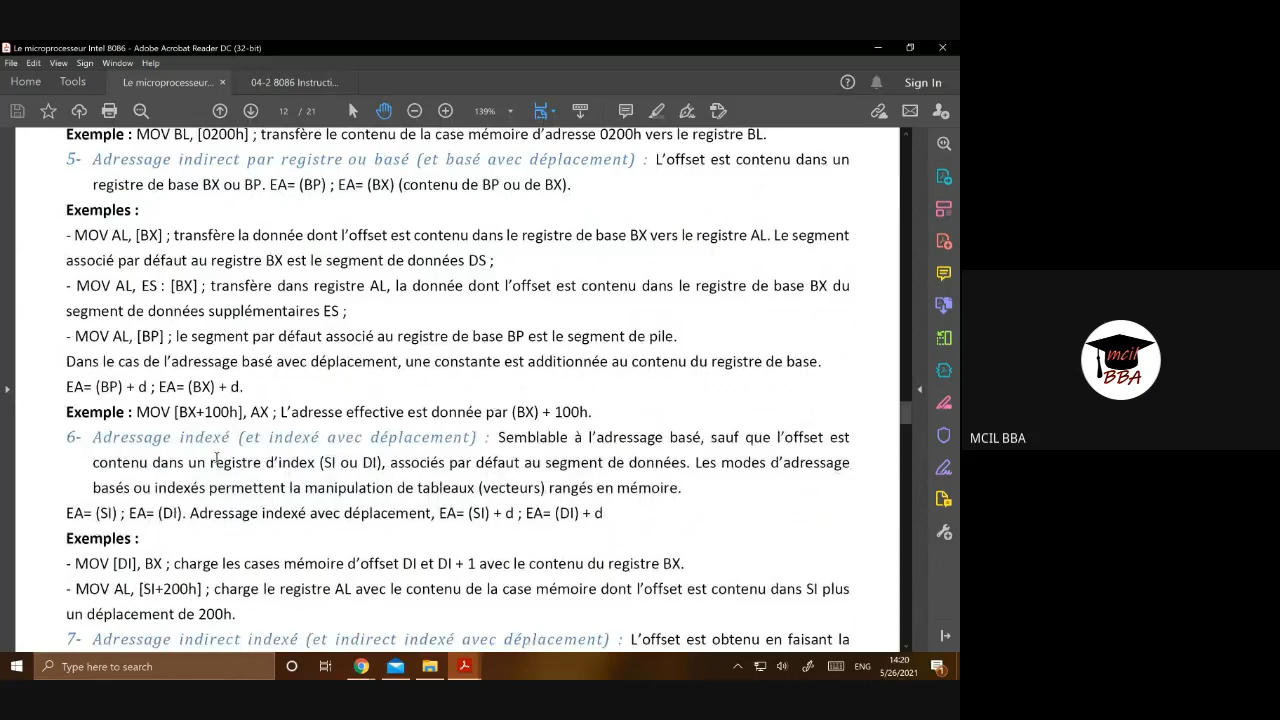 Le microprocesseur Intel 8086 - Adobe Acrobat Reader DC (32-bit)
File Edit View Sign Window Help
Home Tools Le microprocesseur... × 04-2 8086 Instructi... Sign In
12 / 21 139%
Exemple : MOV BL, [0200h] ; transfère le contenu de la case mémoire d'adresse 0200h vers le registre BL.
5- Adressage indirect par registre ou basé (et basé avec déplacement) : L'offset est contenu dans un
registre de base BX ou BP. EA= (BP) ; EA= (BX) (contenu de BP ou de BX).
Exemples :
- MOV AL, [BX] ; transfère la donnée dont l'offset est contenu dans le registre de base BX vers le registre AL. Le segment
associé par défaut au registre BX est le segment de données DS ;
- MOV AL, ES : [BX] ; transfère dans registre AL, la donnée dont l'offset est contenu dans le registre de base BX du
segment de données supplémentaires ES ;
- MOV AL, [BP] ; le segment par défaut associé au registre de base BP est le segment de pile.
Dans le cas de l'adressage basé avec déplacement, une constante est additionnée au contenu du registre de base.
EA= (BP) + d ; EA= (BX) + d.
Exemple : MOV [BX+100h], AX ; L'adresse effective est donnée par (BX) + 100h.
6- Adressage indexé (et indexé avec déplacement) : Semblable à l'adressage basé, sauf que l'offset est
contenu dans un registre d'index (SI ou DI), associés par défaut au segment de données. Les modes d'adressage
basés ou indexés permettent la manipulation de tableaux (vecteurs) rangés en mémoire.
EA= (SI) ; EA= (DI). Adressage indexé avec déplacement, EA= (SI) + d ; EA= (DI) + d
Exemples :
- MOV [DI], BX ; charge les cases mémoire d'offset DI et DI + 1 avec le contenu du registre BX.
- MOV AL, [SI+200h] ; charge le registre AL avec le contenu de la case mémoire dont l'offset est contenu dans SI plus
un déplacement de 200h.
7- Adressage indirect indexé (et indirect indexé avec déplacement) : L'offset est obtenu en faisant la
mcil
BBA
MCIL BBA
Type here to search
ENG
14:20
5/26/2021
1